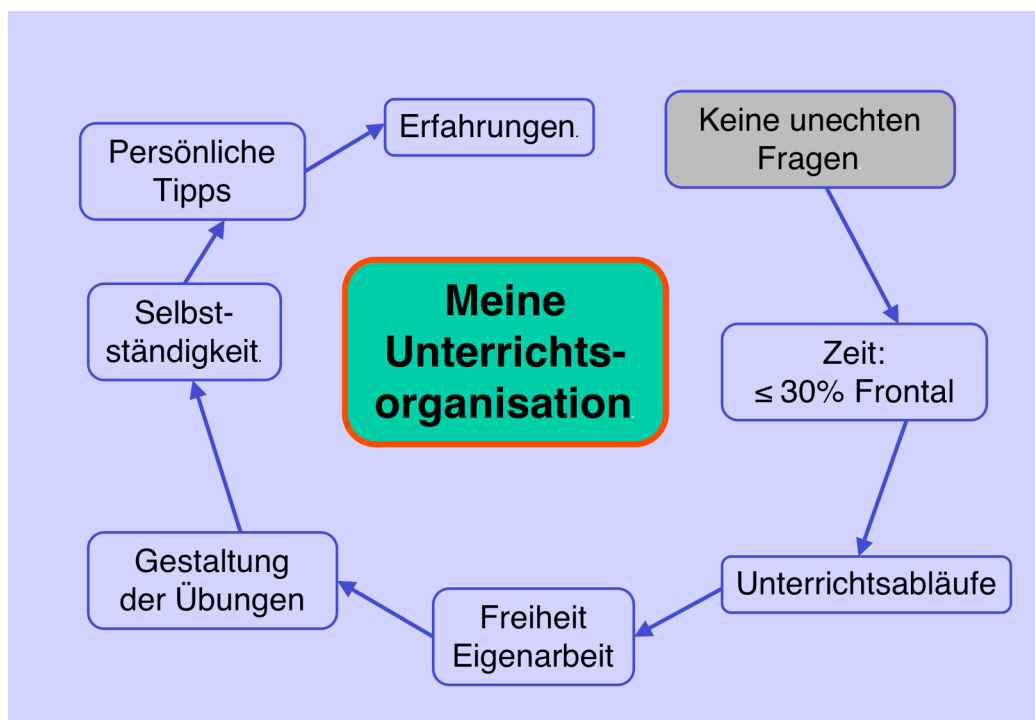 Erfahrungen
Keine unechten
Fragen
Persönliche
Tipps
Meine
Unterrichts-
organisation
Selbst-
ständigkeit
Zeit:
≤ 30% Frontal
Gestaltung
der Übungen
Unterrichtsabläufe
Freiheit
Eigenarbeit